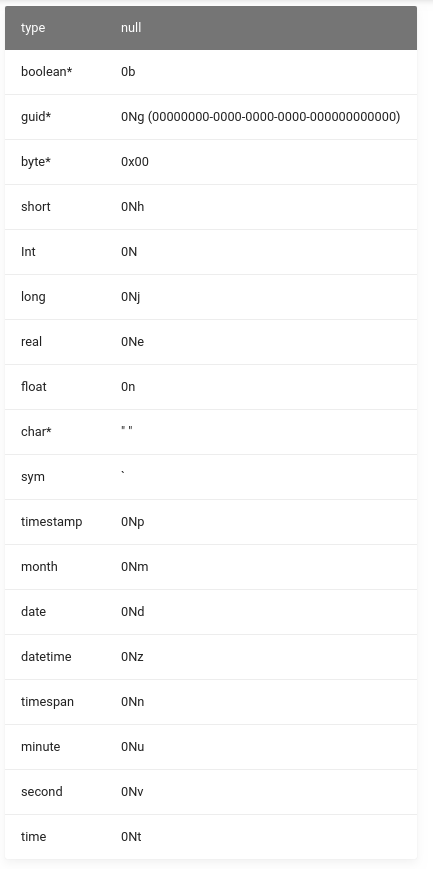 type null
boolean* 0b
guid* 0Ng (00000000-0000-0000-0000-000000000000)
byte* 0x00
short 0Nh
Int 0N
long 0Nj
real 0Ne
float 0n
char* " "
sym `
timestamp 0Np
month 0Nm
date 0Nd
datetime 0Nz
timespan 0Nn
minute 0Nu
second 0Nv
time 0Nt